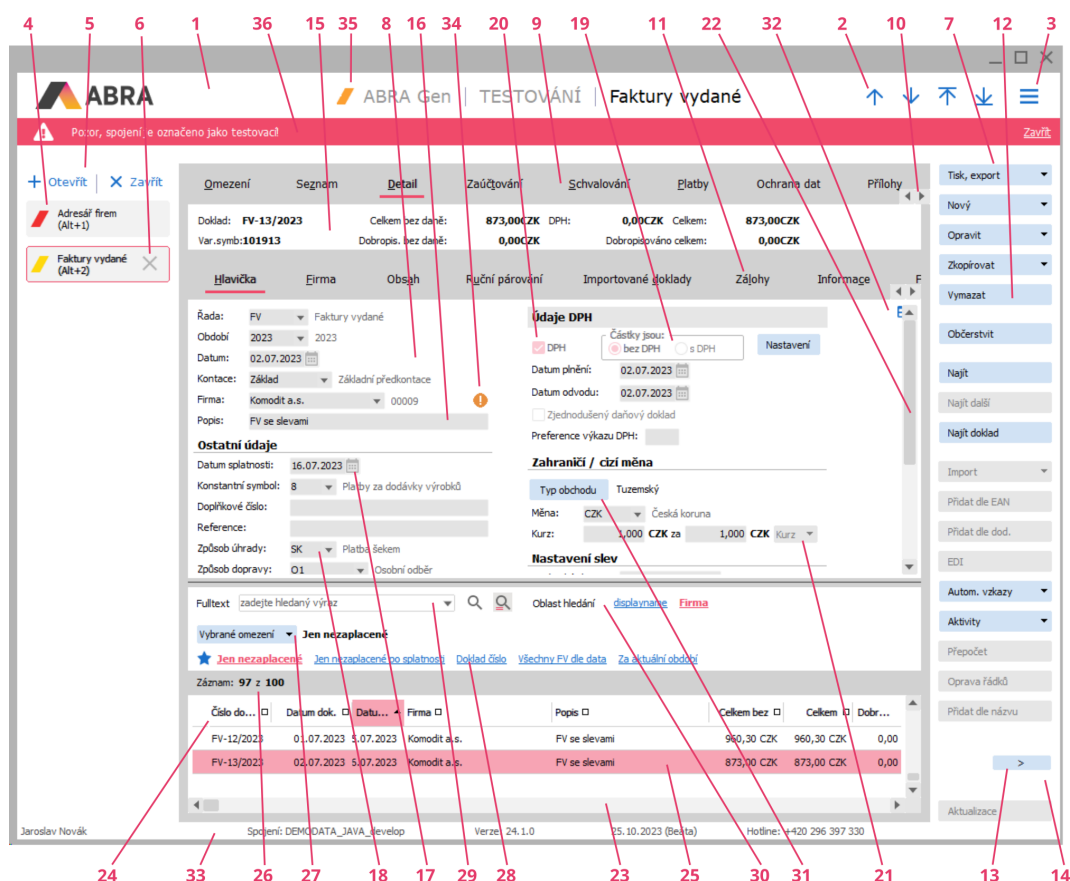 4 5 6 1 36 15 35 8 16 34 20 9 19 11 22 32 2 10 7 12 3
ABRA
ABRA Gen | TESTOVÁNÍ | Faktury vydané
Pozor, spojení je označeno jako testovací! Zavřít
+ Otevřít | Zavřít
Adresář firem
(Alt+1)
Faktury vydané
(Alt+2)
Omezení Seznam Detail Zaúčtování Schvalování Platby Ochrana dat Přílohy
Doklad: FV-13/2023 Celkem bez daně: 873,00CZK DPH: 0,00CZK Celkem: 873,00CZK
Var.symb:101913 Dobropis. bez daně: 0,00CZK Dobropisováno celkem: 0,00CZK
Hlavička Firma Obsah Ruční párování Importované doklady Zálohy Informace F
Řada: FV Faktury vydané
Období 2023 2023
Datum: 02.07.2023
Kontace: Základ Základní předkontace
Firma: Komodit a.s. 00009
Popis: FV se slevami
Ostatní údaje
Datum splatnosti: 16.07.2023
Konstantní symbol: 8 Platby za dodávky výrobků
Doplňkové číslo:
Reference:
Způsob úhrady: SK Platba šekem
Způsob dopravy: O1 Osobní odběr
Údaje DPH
DPH Částky jsou: bez DPH s DPH Nastavení
Datum plnění: 02.07.2023
Datum odvodu: 02.07.2023
Zjednodušený daňový doklad
Preference výkazu DPH:
Zahraničí / cizí měna
Typ obchodu Tuzemský
Měna: CZK Česká koruna
Kurz: 1,000 CZK za 1,000 CZK Kurz
Nastavení slev
Fulltext zadejte hledaný výraz Oblast hledání displayname Firma
Vybrané omezení Jen nezaplacené
Jen nezaplacené Jen nezaplacené po splatnosti Doklad číslo Všechny FV dle data Za aktuální období
Záznam: 97 z 100
Číslo do... Datum dok. Datu... Firma Popis Celkem bez Celkem Dobr...
FV-12/2023 01.07.2023 5.07.2023 Komodit a.s. FV se slevami 960,30 CZK 960,30 CZK 0,00
FV-13/2023 02.07.2023 5.07.2023 Komodit a.s. FV se slevami 873,00 CZK 873,00 CZK 0,00
Tisk, export
Nový
Opravit
Zkopírovat
Vymazat
Občerstvit
Najít
Najít další
Najít doklad
Import
Přidat dle EAN
Přidat dle dod.
EDI
Autom. vzkazy
Aktivity
Přepočet
Oprava řádků
Přidat dle názvu
>
Aktualizace
Jaroslav Novák Spojení: DEMODATA_JAVA_develop Verze: 24.1.0 25.10.2023 (Beáta) Hotline: +420 296 397 330
24 33 26 27 18 17 29 28 23 25 30 31 21 13 14